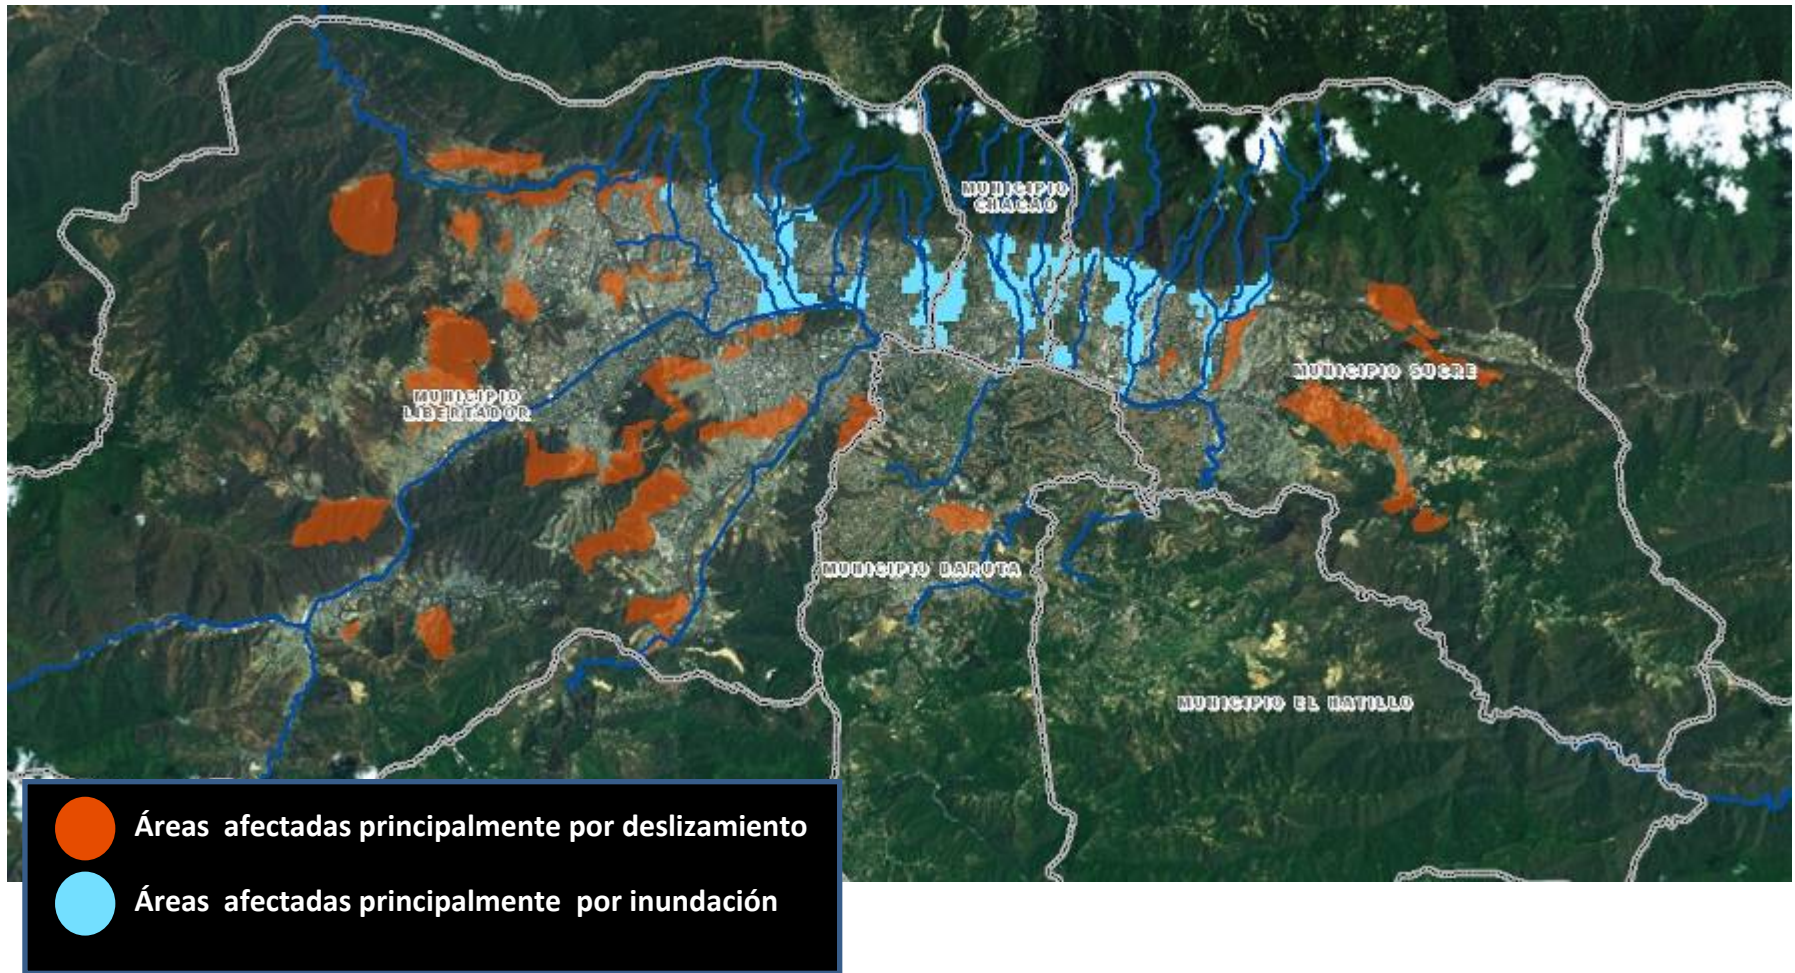 MUNICIPIO
CHACAO
MUNICIPIO SUCRE
MUNICIPIO
LIBERTADOR
MUNICIPIO BARUTA
MUNICIPIO EL HATILLO
Áreas afectadas principalmente por deslizamiento
Áreas afectadas principalmente por inundación